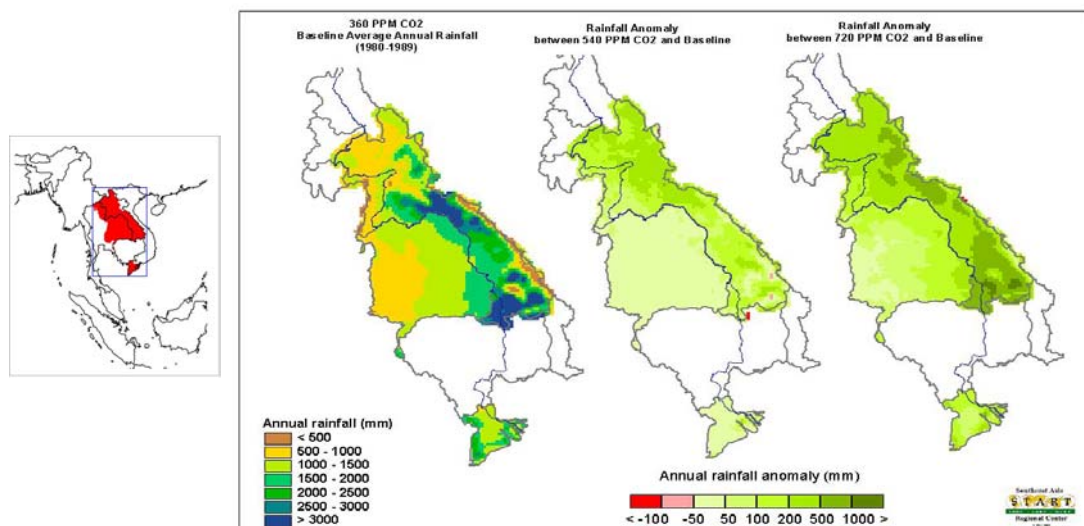 360 PPM CO2
Baseline Average Annual Rainfall
(1980-1989)
Rainfall Anomaly
between 540 PPM CO2 and Baseline
Rainfall Anomaly
between 720 PPM CO2 and Baseline
Annual rainfall (mm)
< 500
500 - 1000
1000 - 1500
1500 - 2000
2000 - 2500
2500 - 3000
> 3000
Annual rainfall anomaly (mm)
< -100 -50 50 100 200 500 1000 >
Southeast Asia
START
Regional Center